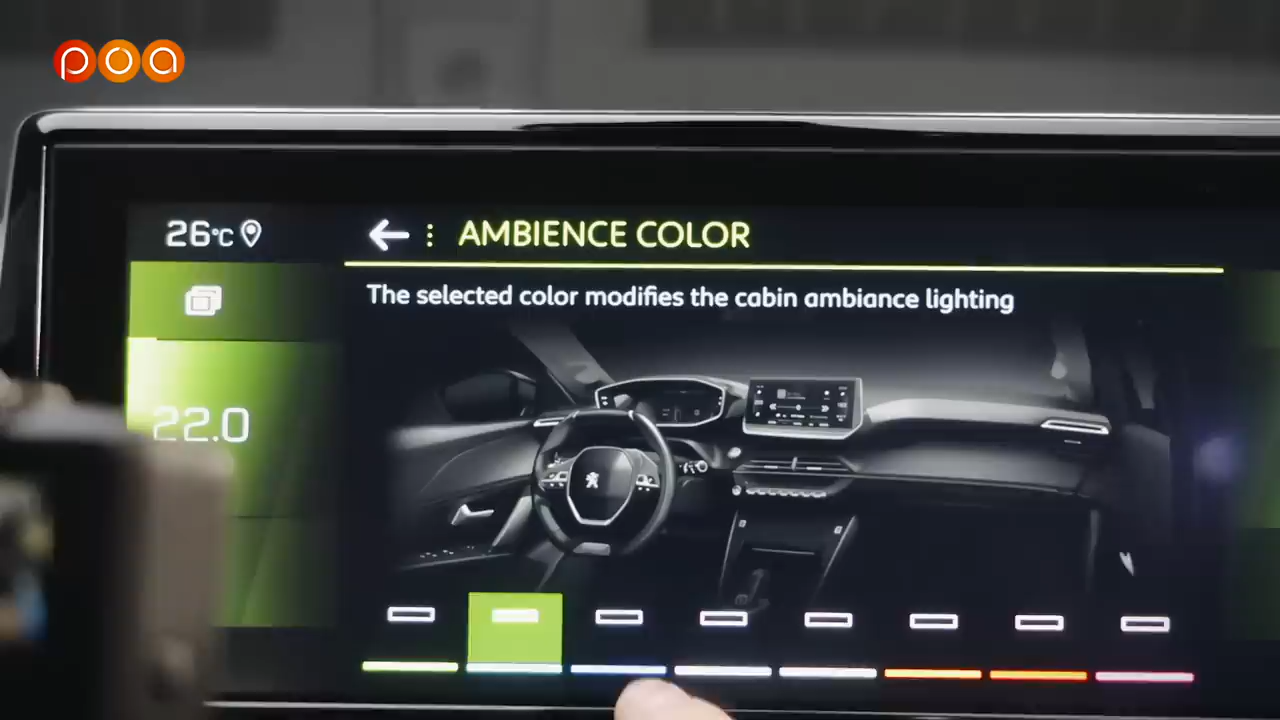 poa
26°C
AMBIENCE COLOR
The selected color modifies the cabin ambiance lighting
22.0